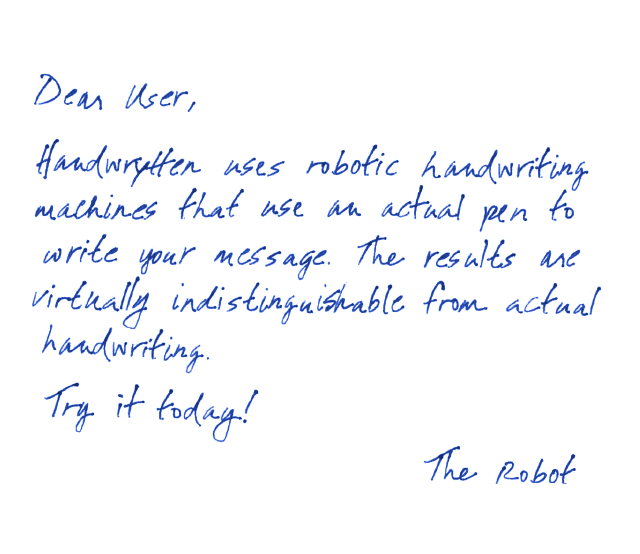 Dear User,
Handwrytten uses robotic handwriting
machines that use an actual pen to
write your message. The results are
virtually indistinguishable from actual
handwriting.
Try it today!
The Robot